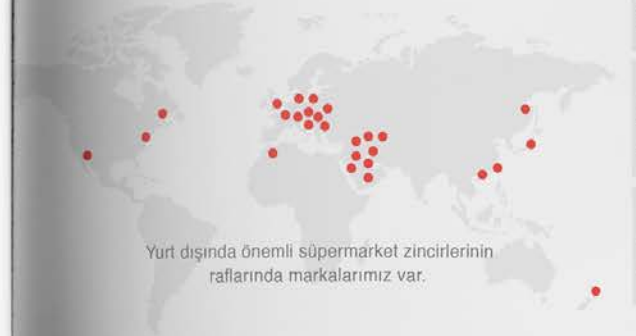 Yurt dışında önemli süpermarket zincirlerinin
raflarında markalarımız var.